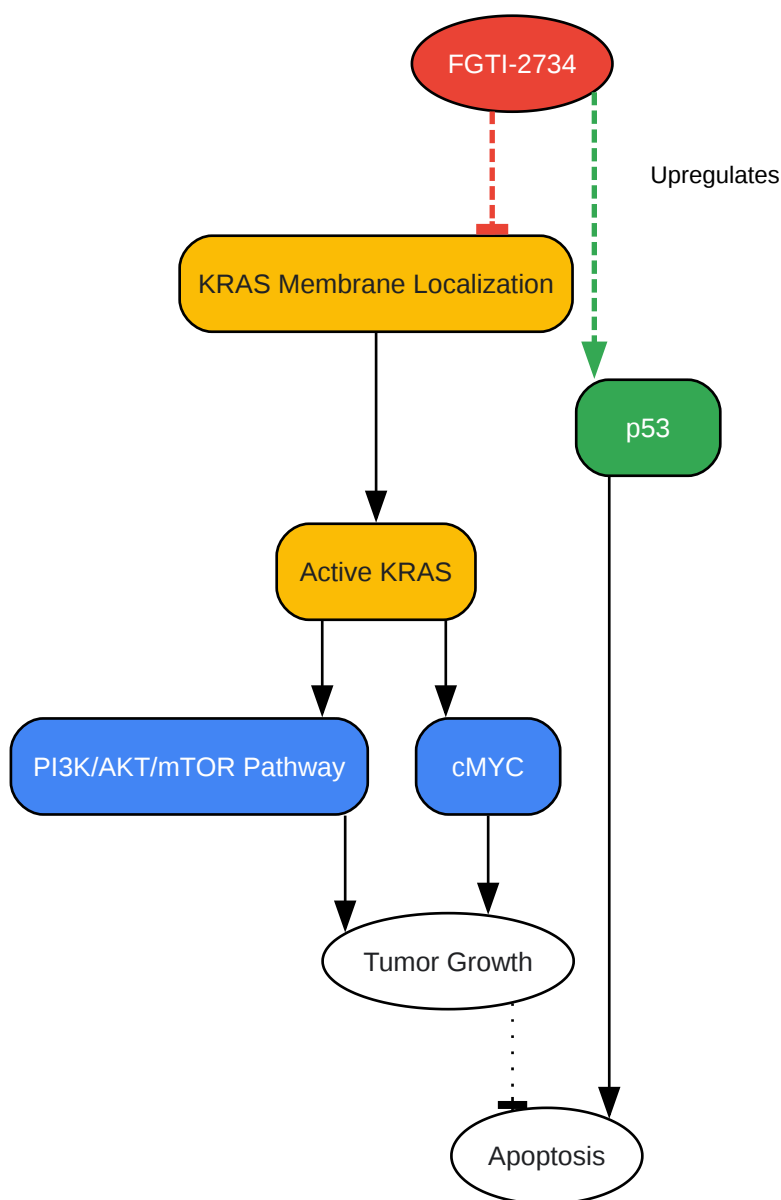 FGTI-2734
Upregulates
KRAS Membrane Localization
p53
Active KRAS
PI3K/AKT/mTOR Pathway
cMYC
Tumor Growth
Apoptosis